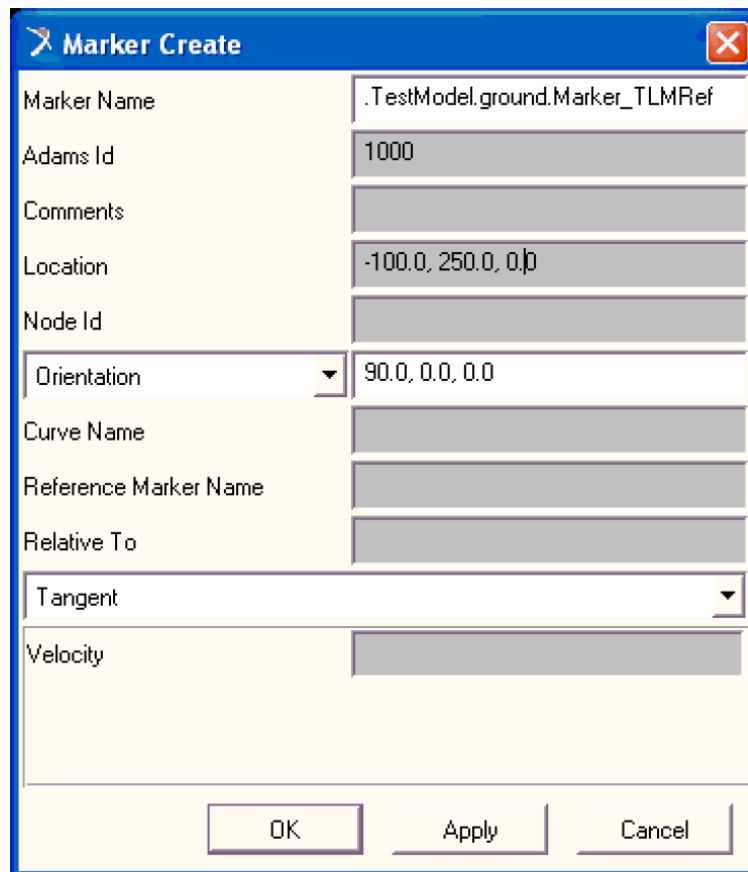 Marker Create
Marker Name .TestModel.ground.Marker_TLMRef
Adams Id 1000
Comments
Location -100.0, 250.0, 0.0
Node Id
Orientation 90.0, 0.0, 0.0
Curve Name
Reference Marker Name
Relative To
Tangent
Velocity
OK Apply Cancel